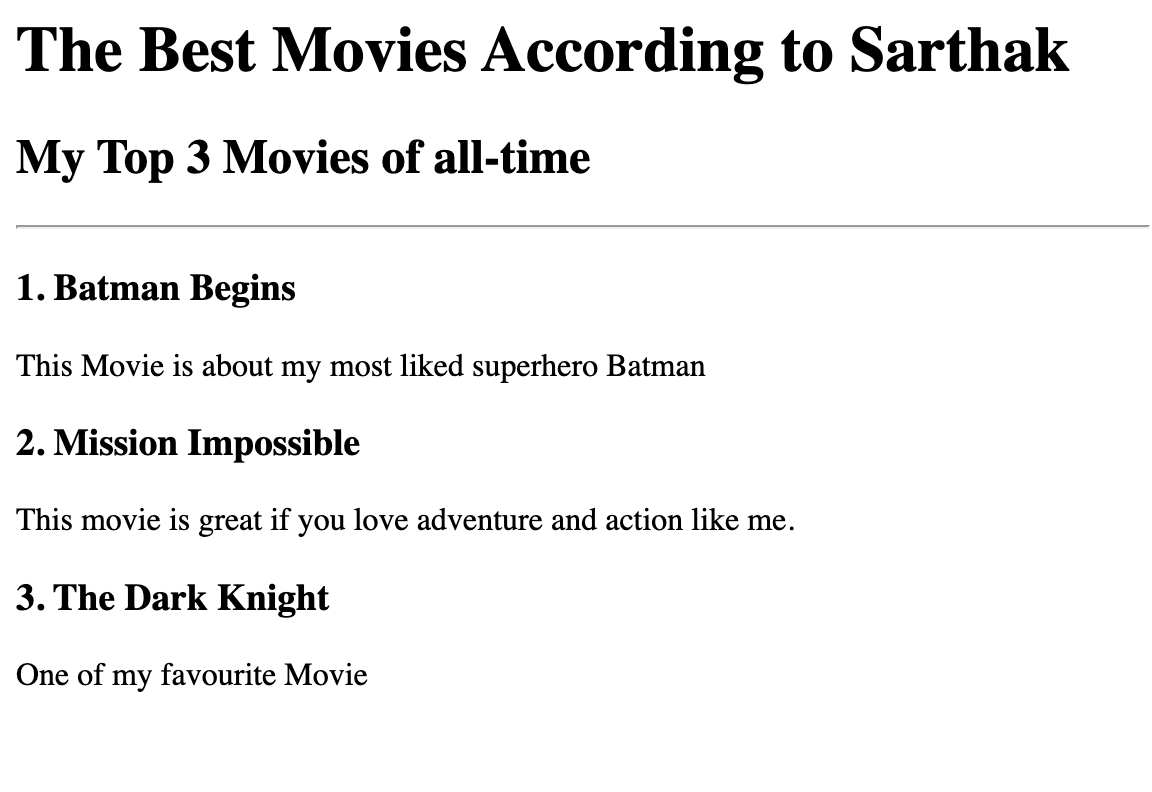 The Best Movies According to Sarthak
My Top 3 Movies of all-time
1. Batman Begins
This Movie is about my most liked superhero Batman
2. Mission Impossible
This movie is great if you love adventure and action like me.
3. The Dark Knight
One of my favourite Movie